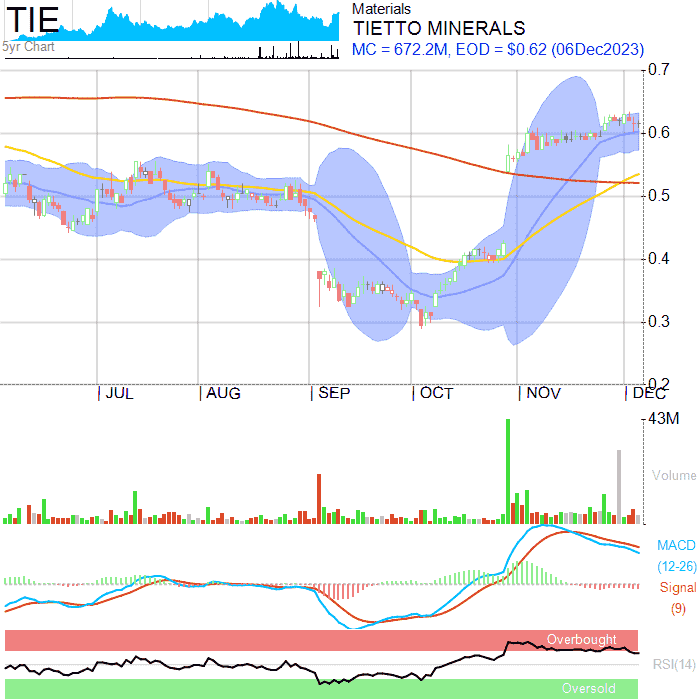 TIE
5yr Chart
Materials
TIETTO MINERALS
MC = 672.2M, EOD = $0.62 (06Dec2023)
0.7
0.6
0.5
0.4
0.3
0.2
JUL
AUG
SEP
OCT
NOV
DEC
43M
Volume
MACD
(12-26)
Signal
(9)
Overbought
RSI(14)
Oversold